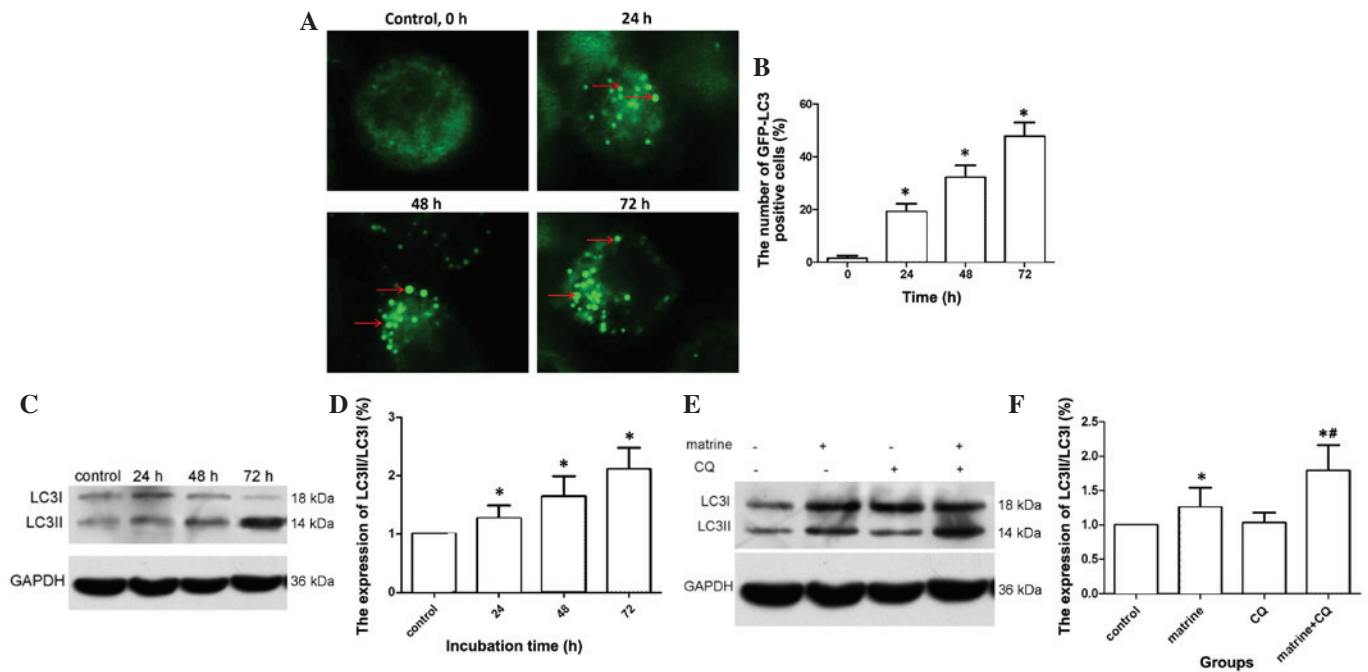 A
Control, 0 h
24 h
48 h
72 h
B
The number of GFP-LC3
positive cells (%)
60
40
20
0
*
*
*
0
24
48
72
Time (h)
C
control 24 h 48 h 72 h
LC3I
18 kDa
LC3II
14 kDa
GAPDH
36 kDa
D
The expression of LC3II/LC3I (%)
3
2
1
0
*
*
*
control
24
48
72
Incubation time (h)
E
matrine - + - +
CQ - - + +
LC3I
18 kDa
LC3II
14 kDa
GAPDH
36 kDa
F
The expression of LC3II/LC3I (%)
2.5
2.0
1.5
1.0
0.5
0.0
*
*#
control
matrine
CQ
matrine+CQ
Groups